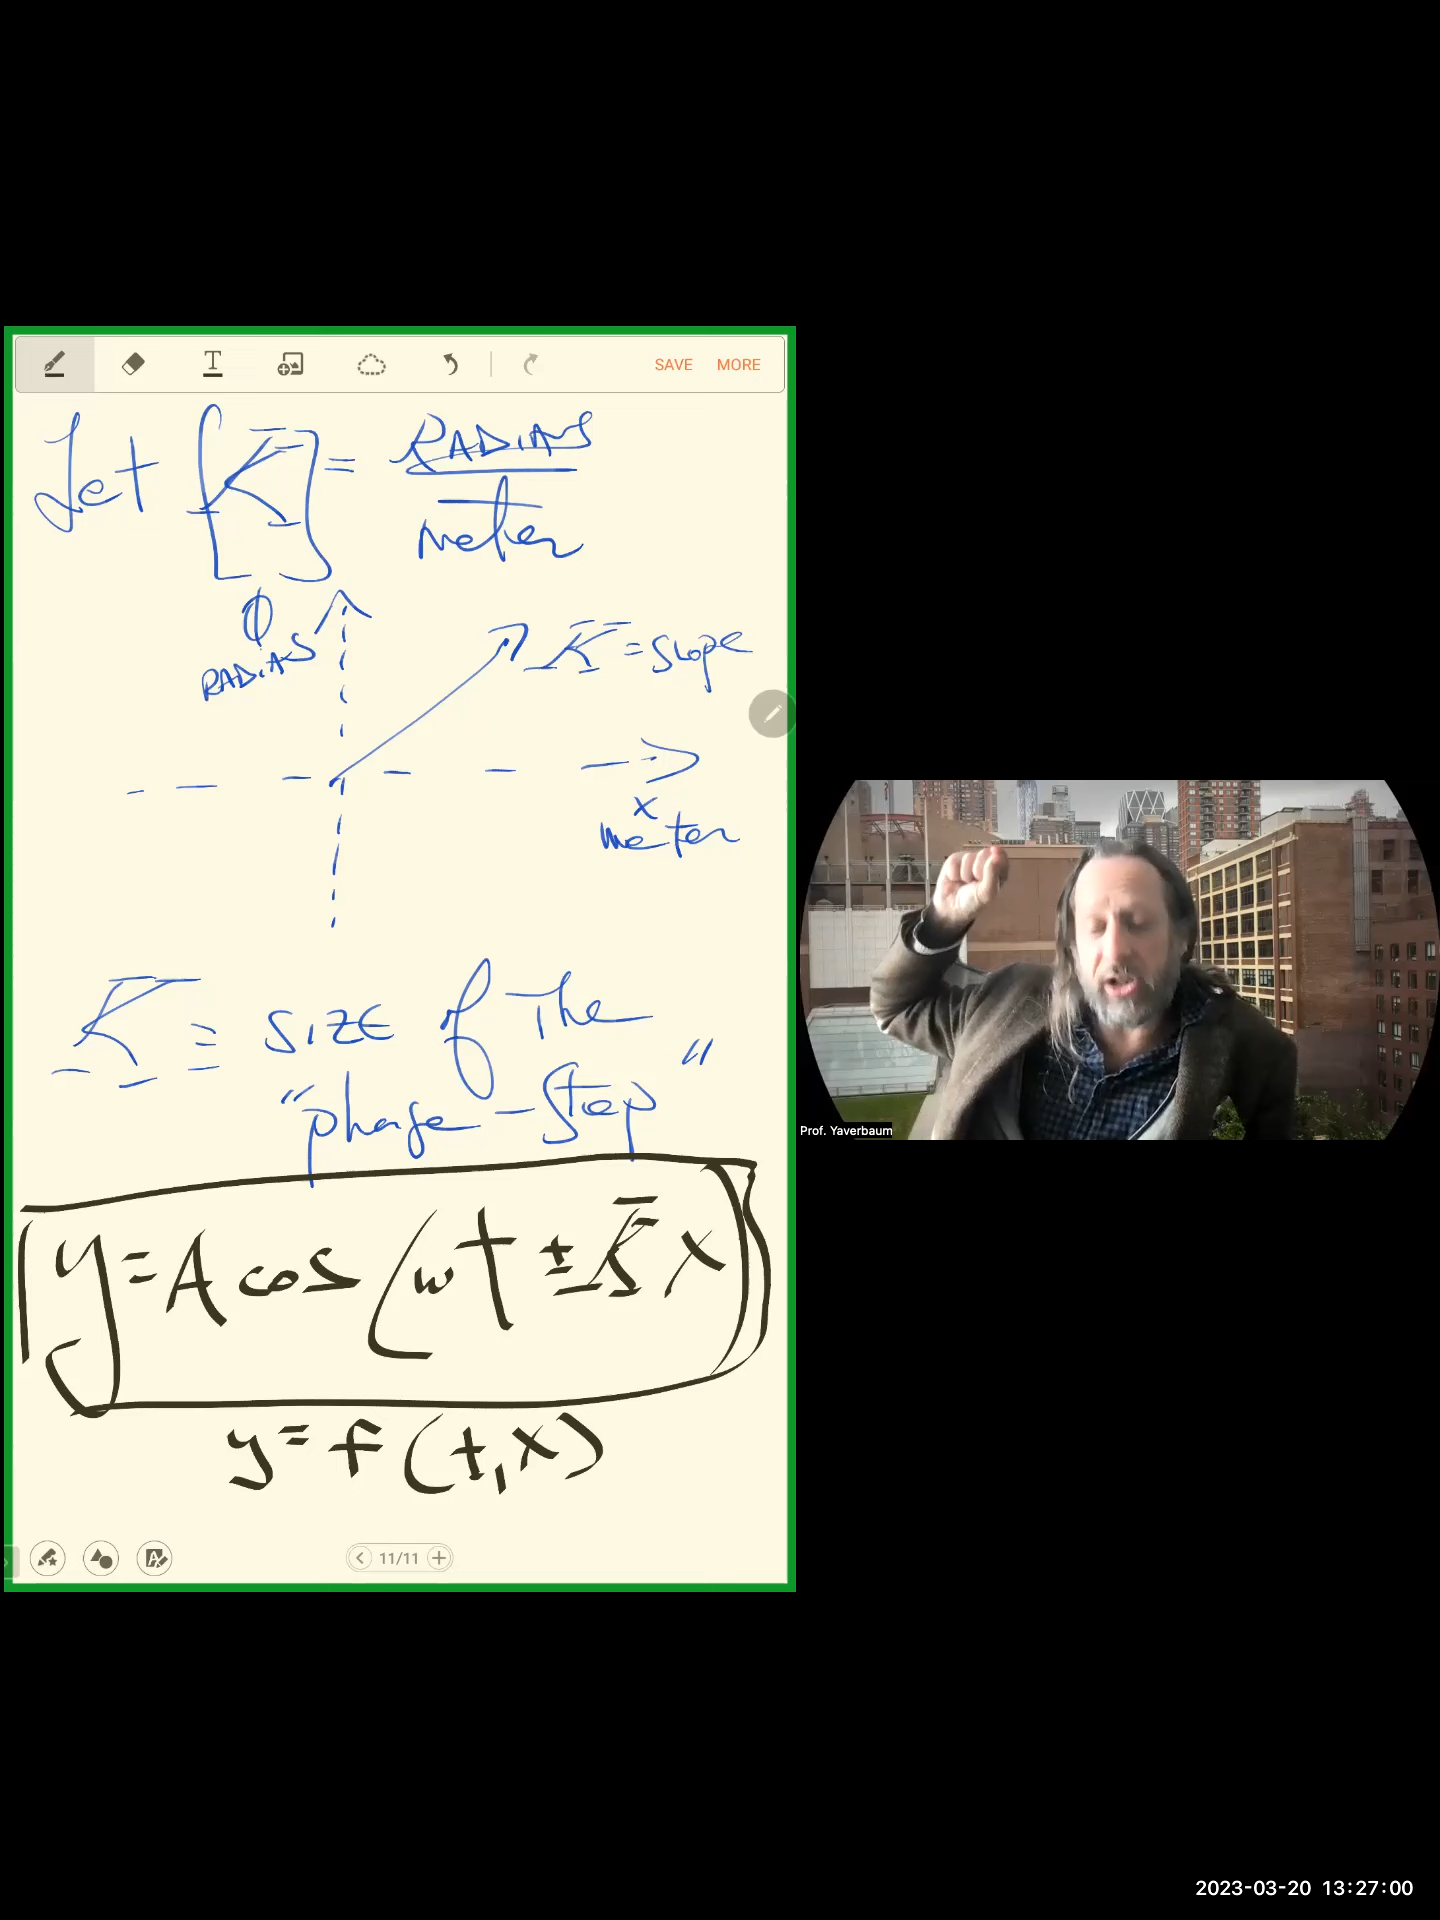 SAVE MORE
Let [K] = RADIANS
meter
ϕ
RADIANS
K = slope
x
meter
K ≡ SIZE of The
"phase-step"
y = A cos(ωt ± Kx)
y = f(t,x)
11/11
Prof. Yaverbaum
2023-03-20 13:27:00